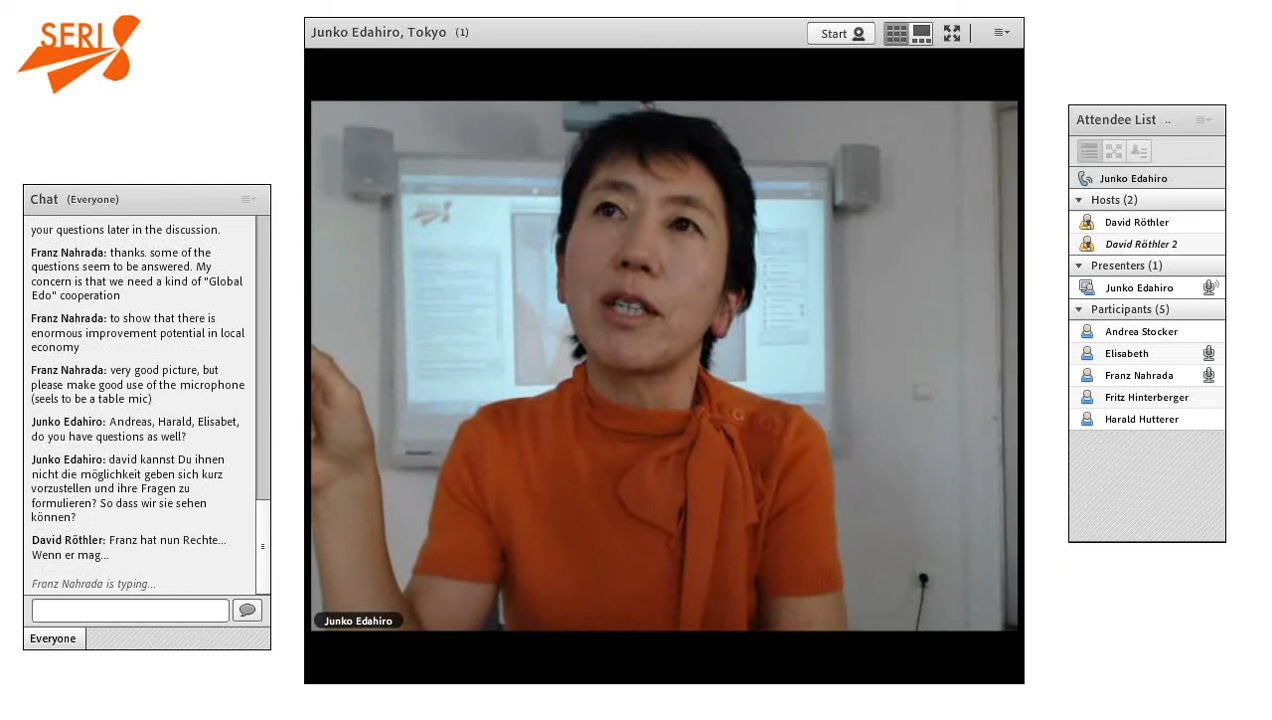 SERI
Junko Edahiro, Tokyo (1)
Start
Chat (Everyone)
your questions later in the discussion.
Franz Nahrada: thanks. some of the
questions seem to be answered. My
concern is that we need a kind of "Global
Edo" cooperation
Franz Nahrada: to show that there is
enormous improvement potential in local
economy
Franz Nahrada: very good picture, but
please make good use of the microphone
(seels to be a table mic)
Junko Edahiro: Andreas, Harald, Elisabet,
do you have questions as well?
Junko Edahiro: david kannst Du ihnen
nicht die möglichkeit geben sich kurz
vorzustellen und ihre Fragen zu
formulieren? So dass wir sie sehen
können?
David Röthler: Franz hat nun Rechte...
Wenn er mag...
Franz Nahrada is typing...
Everyone
Junko Edahiro
Attendee List ..
Junko Edahiro
Hosts (2)
David Röthler
David Röthler 2
Presenters (1)
Junko Edahiro
Participants (5)
Andrea Stocker
Elisabeth
Franz Nahrada
Fritz Hinterberger
Harald Hutterer